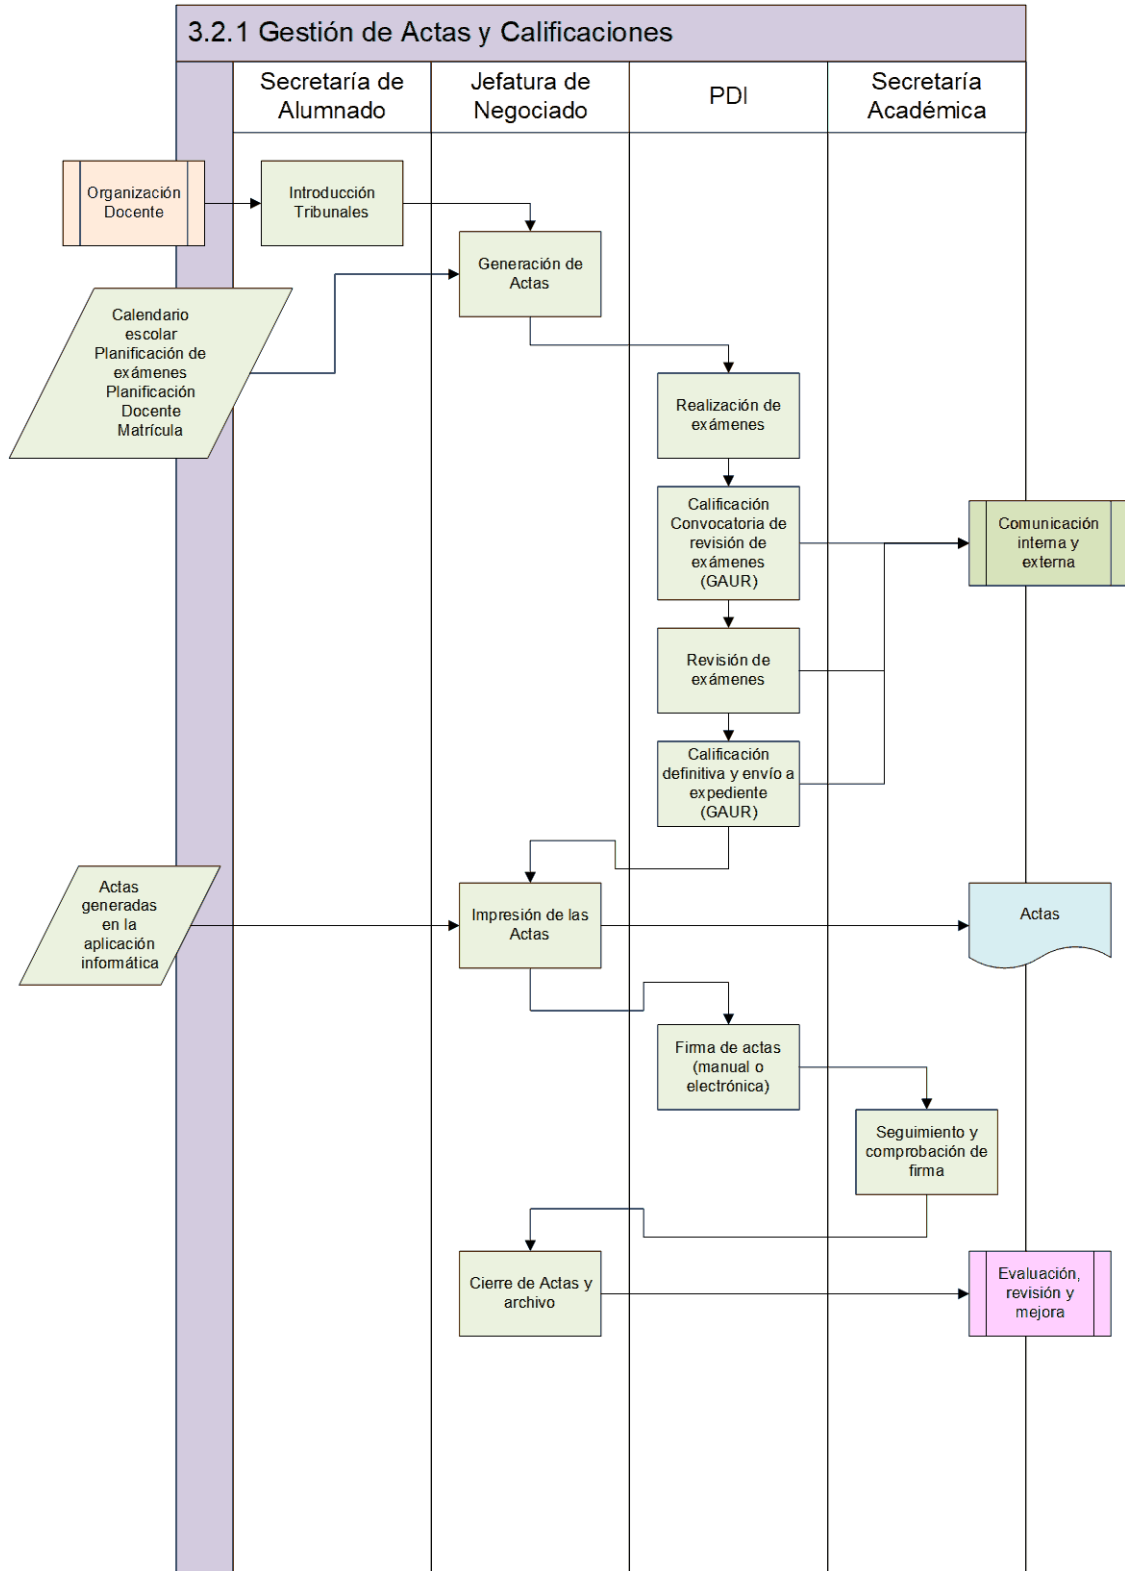 3.2.1 Gestión de Actas y Calificaciones
Secretaría de
Alumnado
Jefatura de
Negociado
PDI
Secretaría
Académica
Organización
Docente
Introducción
Tribunales
Generación de
Actas
Calendario
escolar
Planificación de
exámenes
Planificación
Docente
Matrícula
Realización de
exámenes
Calificación
Convocatoria de
revisión de
exámenes
(GAUR)
Comunicación
interna y
externa
Revisión de
exámenes
Calificación
definitiva y envío a
expediente
(GAUR)
Actas
generadas
en la
aplicación
informática
Impresión de las
Actas
Actas
Firma de actas
(manual o
electrónica)
Seguimiento y
comprobación de
firma
Cierre de Actas y
archivo
Evaluación,
revisión y
mejora